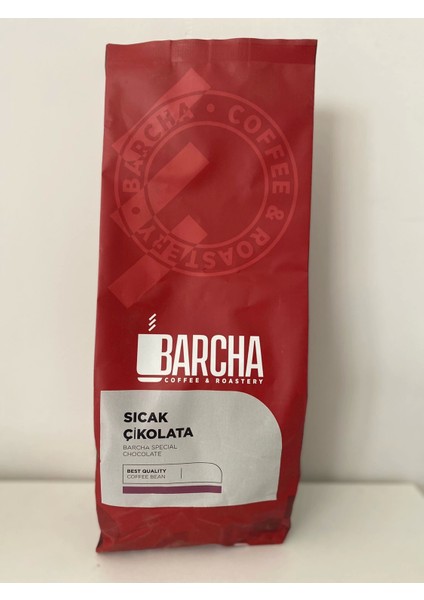 BARCHA · COFFEE & ROASTERY ·
BARCHA
COFFEE & ROASTERY
SICAK
ÇİKOLATA
BARCHA SPECIAL
CHOCOLATE
BEST QUALITY
COFFEE BEAN